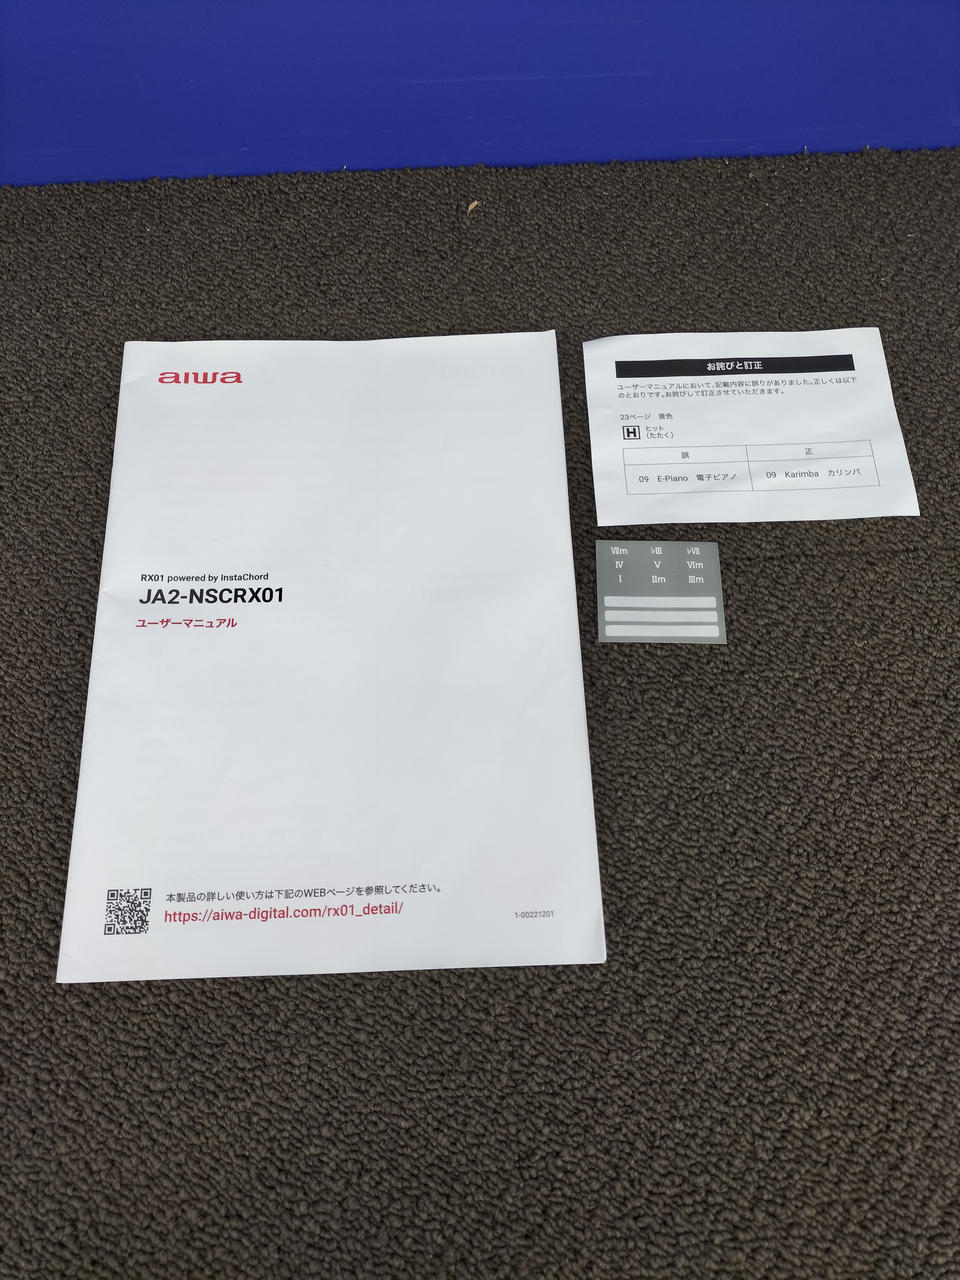 aiwa
RX01 powered by InstaChord
JA2-NSCRX01
ユーザーマニュアル
本製品の詳しい使い方は下記のWEBページを参照してください。
https://aiwa-digital.com/rx01_detail/
1-00221201
お詫びと訂正
ユーザーマニュアルにおいて、記載内容に誤りがありました。正しくは以下
のとおりです。お詫びして訂正させていただきます。
23ページ 音色
H ヒット
(たたく)
誤 正
09 E-Piano 電子ピアノ 09 Karimba カリンバ
Ⅶm ♭Ⅲ ♭Ⅶ
Ⅳ Ⅴ Ⅵm
Ⅰ Ⅱm Ⅲm